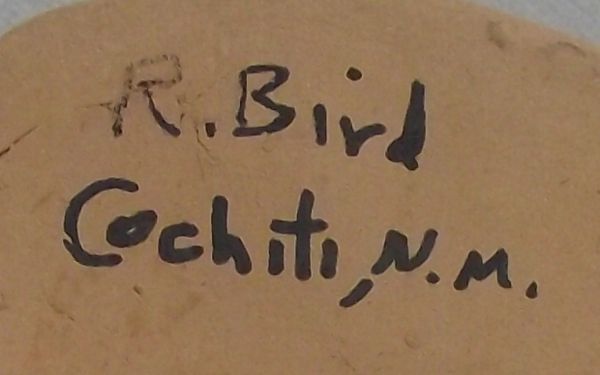 R. Bird
Cochiti, N.M.